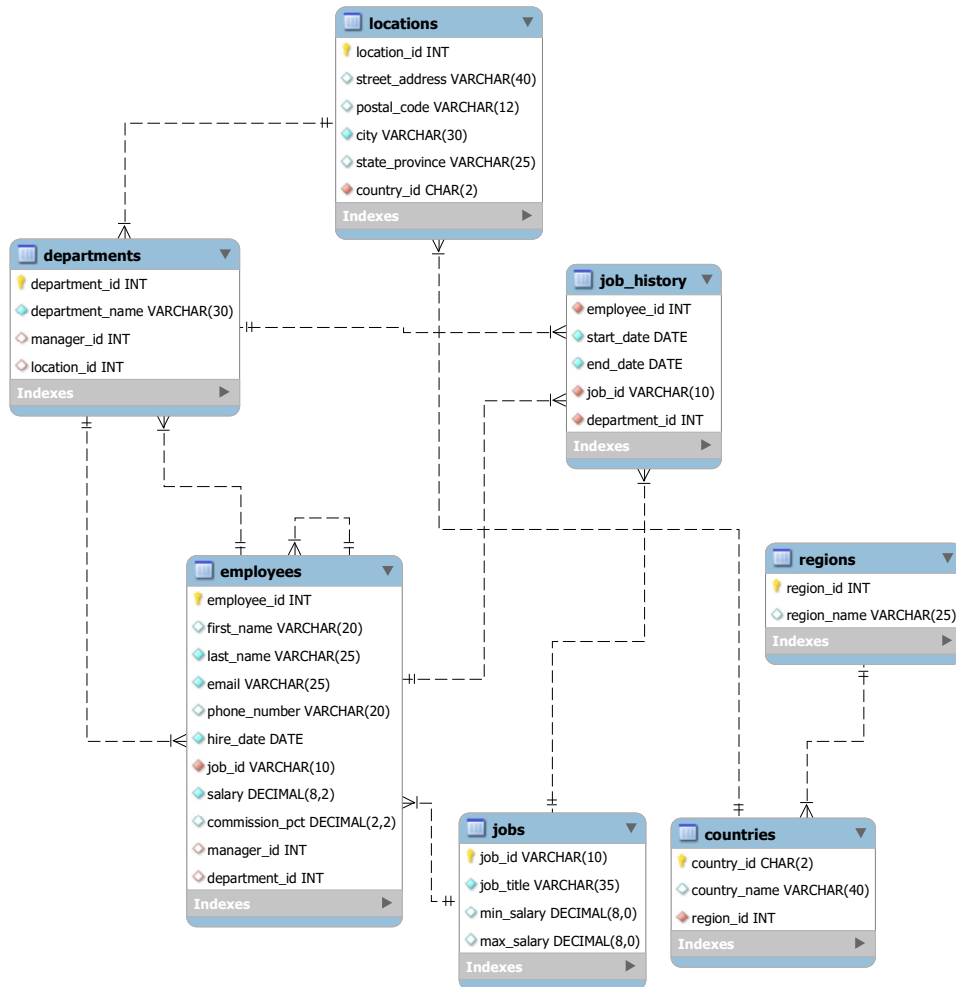 locations
location_id INT
street_address VARCHAR(40)
postal_code VARCHAR(12)
city VARCHAR(30)
state_province VARCHAR(25)
country_id CHAR(2)
Indexes
departments
department_id INT
department_name VARCHAR(30)
manager_id INT
location_id INT
Indexes
job_history
employee_id INT
start_date DATE
end_date DATE
job_id VARCHAR(10)
department_id INT
Indexes
employees
employee_id INT
first_name VARCHAR(20)
last_name VARCHAR(25)
email VARCHAR(25)
phone_number VARCHAR(20)
hire_date DATE
job_id VARCHAR(10)
salary DECIMAL(8,2)
commission_pct DECIMAL(2,2)
manager_id INT
department_id INT
Indexes
regions
region_id INT
region_name VARCHAR(25)
Indexes
jobs
job_id VARCHAR(10)
job_title VARCHAR(35)
min_salary DECIMAL(8,0)
max_salary DECIMAL(8,0)
Indexes
countries
country_id CHAR(2)
country_name VARCHAR(40)
region_id INT
Indexes